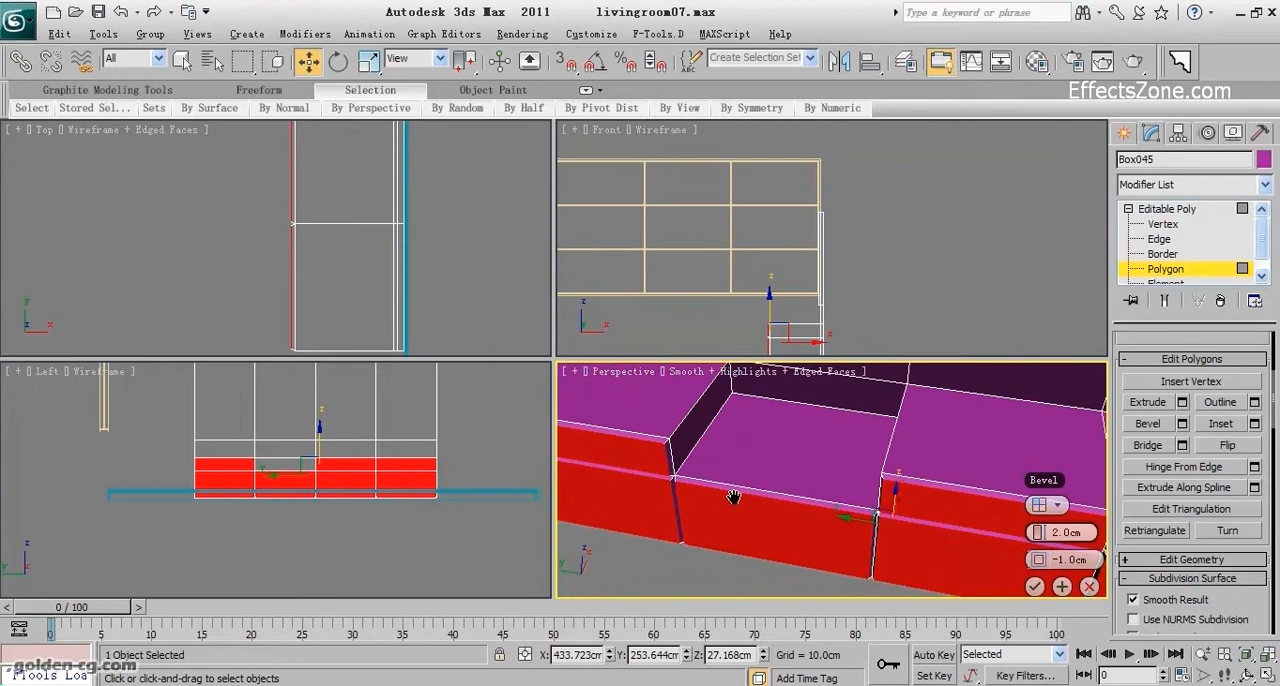 Autodesk 3ds Max 2011 livingroom07.max
Type a keyword or phrase
Edit Tools Group Views Create Modifiers Animation Graph Editors Rendering Customize F-Tools.D MAXScript Help
All View Create Selection Set
Graphite Modeling Tools Freeform Selection Object Paint
EffectsZone.com
Select Stored Sel... Sets By Surface By Normal By Perspective By Random By Half By Pivot Dist By View By Symmetry By Numeric
[ + [] Top [] Wireframe + Edged Faces ]
[ + [] Front [] Wireframe ]
Box045
Modifier List
Editable Poly
Vertex
Edge
Border
Polygon
Element
[ + [] Left [] Wireframe ]
[ + [] Perspective [] Smooth + Highlights + Edged Faces ]
Edit Polygons
Insert Vertex
Extrude Outline
Bevel Inset
Bridge Flip
Hinge From Edge
Extrude Along Spline
Edit Triangulation
Retriangulate Turn
Edit Geometry
Subdivision Surface
Smooth Result
Use NURMS Subdivision
Bevel
2.0cm
-1.0cm
0 / 100
0 5 10 15 20 25 30 35 40 45 50 55 60 65 70 75 80 85 90 95 100
1 Object Selected X: 433.723cm Y: 253.644cm Z: 27.168cm Grid = 10.0cm Auto Key Selected
golden-cg.com
"FTools Loa Click or click-and-drag to select objects Add Time Tag Set Key Key Filters... 0